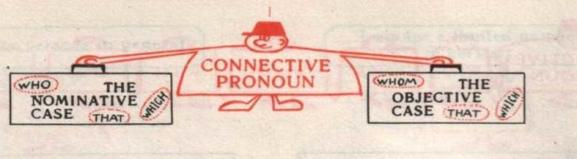 CONNECTIVE
PRONOUN
WHO THE
NOMINATIVE
CASE THAT WHICH
WHOM THE
OBJECTIVE
CASE THAT WHICH